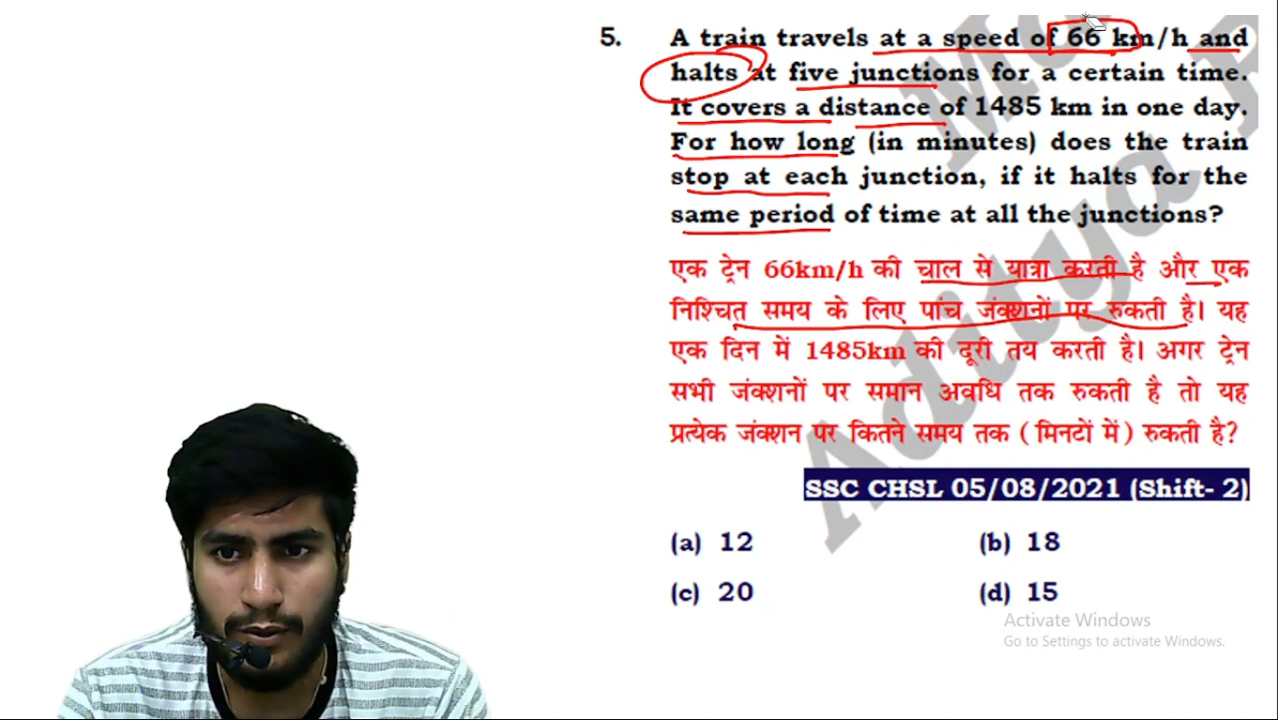 5. A train travels at a speed of 66 km/h and
halts at five junctions for a certain time.
It covers a distance of 1485 km in one day.
For how long (in minutes) does the train
stop at each junction, if it halts for the
same period of time at all the junctions?
एक ट्रेन 66km/h की चाल से यात्रा करती है और एक
निश्चित समय के लिए पांच जंक्शनों पर रुकती है। यह
एक दिन में 1485km की दूरी तय करती है। अगर ट्रेन
सभी जंक्शनों पर समान अवधि तक रुकती है तो यह
प्रत्येक जंक्शन पर कितने समय तक (मिनटों में) रुकती है?
SSC CHSL 05/08/2021 (Shift- 2)
(a) 12 (b) 18
(c) 20 (d) 15
Activate Windows
Go to Settings to activate Windows.
Aditya